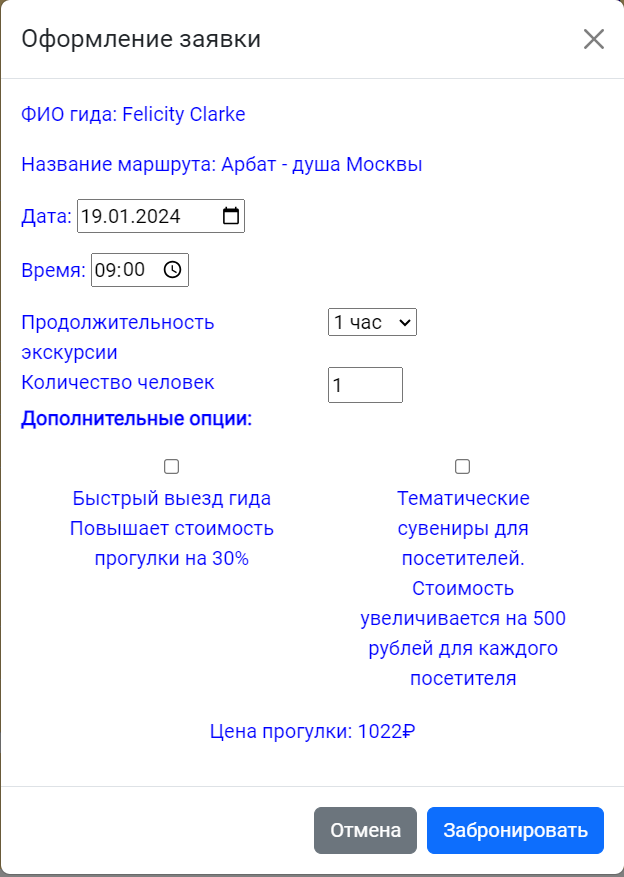 Оформление заявки
ФИО гида: Felicity Clarke
Название маршрута: Арбат - душа Москвы
Дата: 19.01.2024
Время: 09:00
Продолжительность
экскурсии
1 час
Количество человек
1
Дополнительные опции:
Быстрый выезд гида
Повышает стоимость
прогулки на 30%
Тематические
сувениры для
посетителей.
Стоимость
увеличивается на 500
рублей для каждого
посетителя
Цена прогулки: 1022₽
Отмена
Забронировать